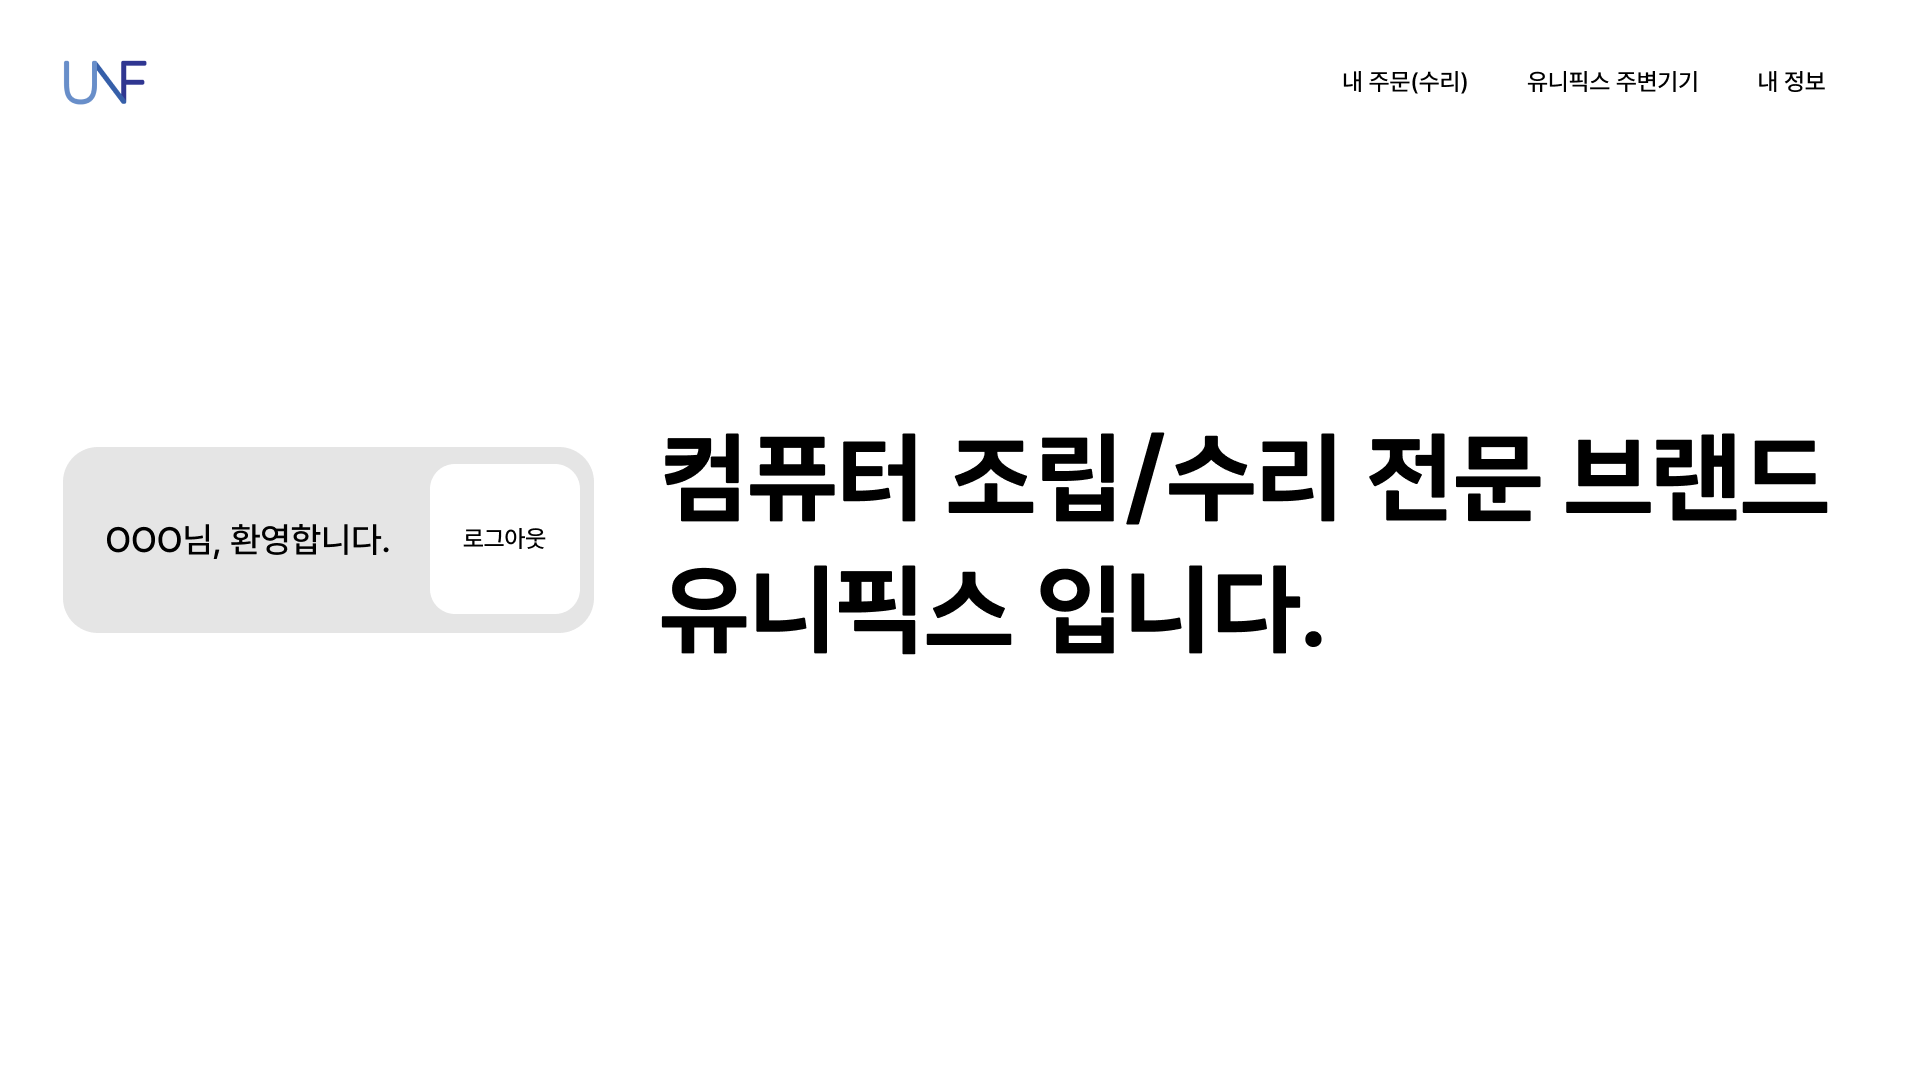 UNF
내 주문(수리)
유니픽스 주변기기
내 정보
OOO님, 환영합니다.
로그아웃
컴퓨터 조립/수리 전문 브랜드
유니픽스 입니다.